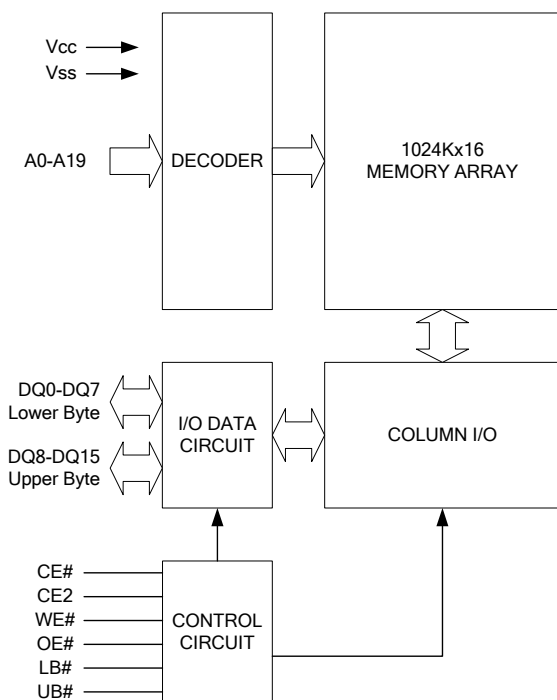 Vcc
Vss
A0-A19
DECODER
1024Kx16
MEMORY ARRAY
DQ0-DQ7
Lower Byte
DQ8-DQ15
Upper Byte
I/O DATA
CIRCUIT
COLUMN I/O
CE#
CE2
WE#
OE#
LB#
UB#
CONTROL
CIRCUIT